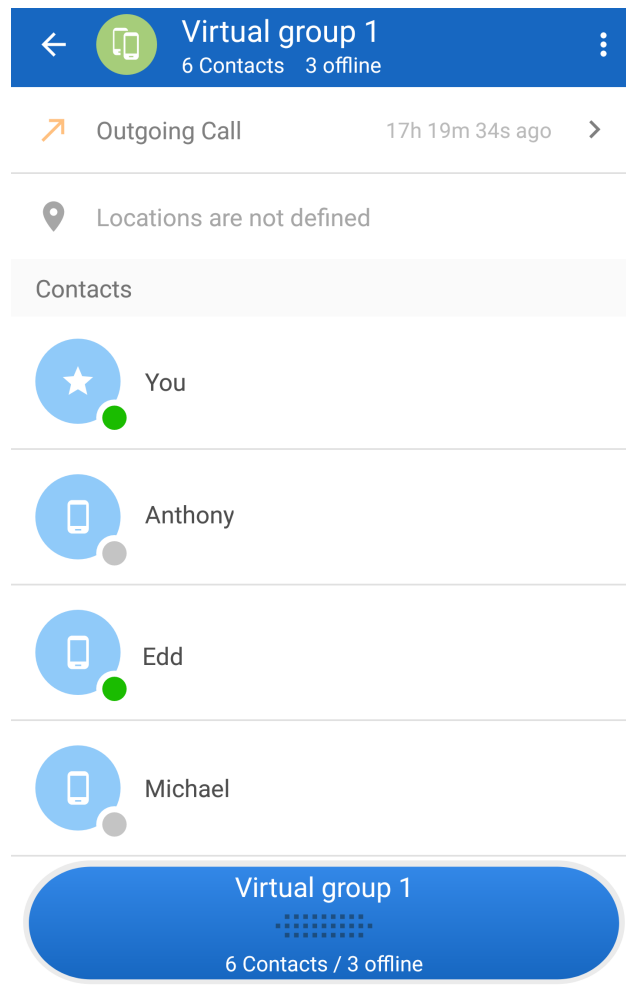 Virtual group 1
6 Contacts 3 offline
Outgoing Call 17h 19m 34s ago
Locations are not defined
Contacts
You
Anthony
Edd
Michael
Virtual group 1
6 Contacts / 3 offline